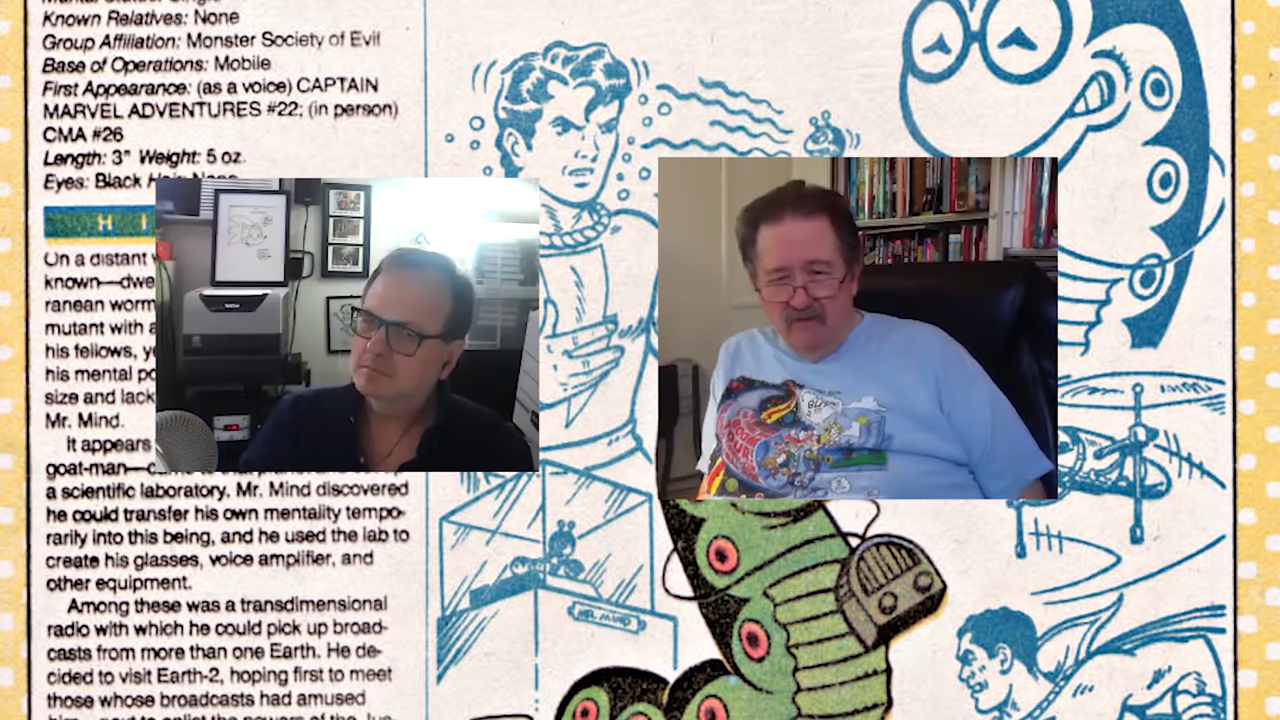 Known Relatives: None
Group Affiliation: Monster Society of Evil
Base of Operations: Mobile
First Appearance: (as a voice) CAPTAIN
MARVEL ADVENTURES #22; (in person)
CMA #26
Length: 3" Weight: 5 oz.
Eyes: Black Hair: None
H I
On a distant
known—dwe
ranean worm
mutant with a
his fellows, y
his mental po
size and lack
Mr. Mind.
It appears
goat-man—
a scientific laboratory. Mr. Mind discovered
he could transfer his own mentality tempo-
rarily into this being, and he used the lab to
create his glasses, voice amplifier, and
other equipment.
Among these was a transdimensional
radio with which he could pick up broad-
casts from more than one Earth. He de-
cided to visit Earth-2, hoping first to meet
those whose broadcasts had amused
MR. MIND